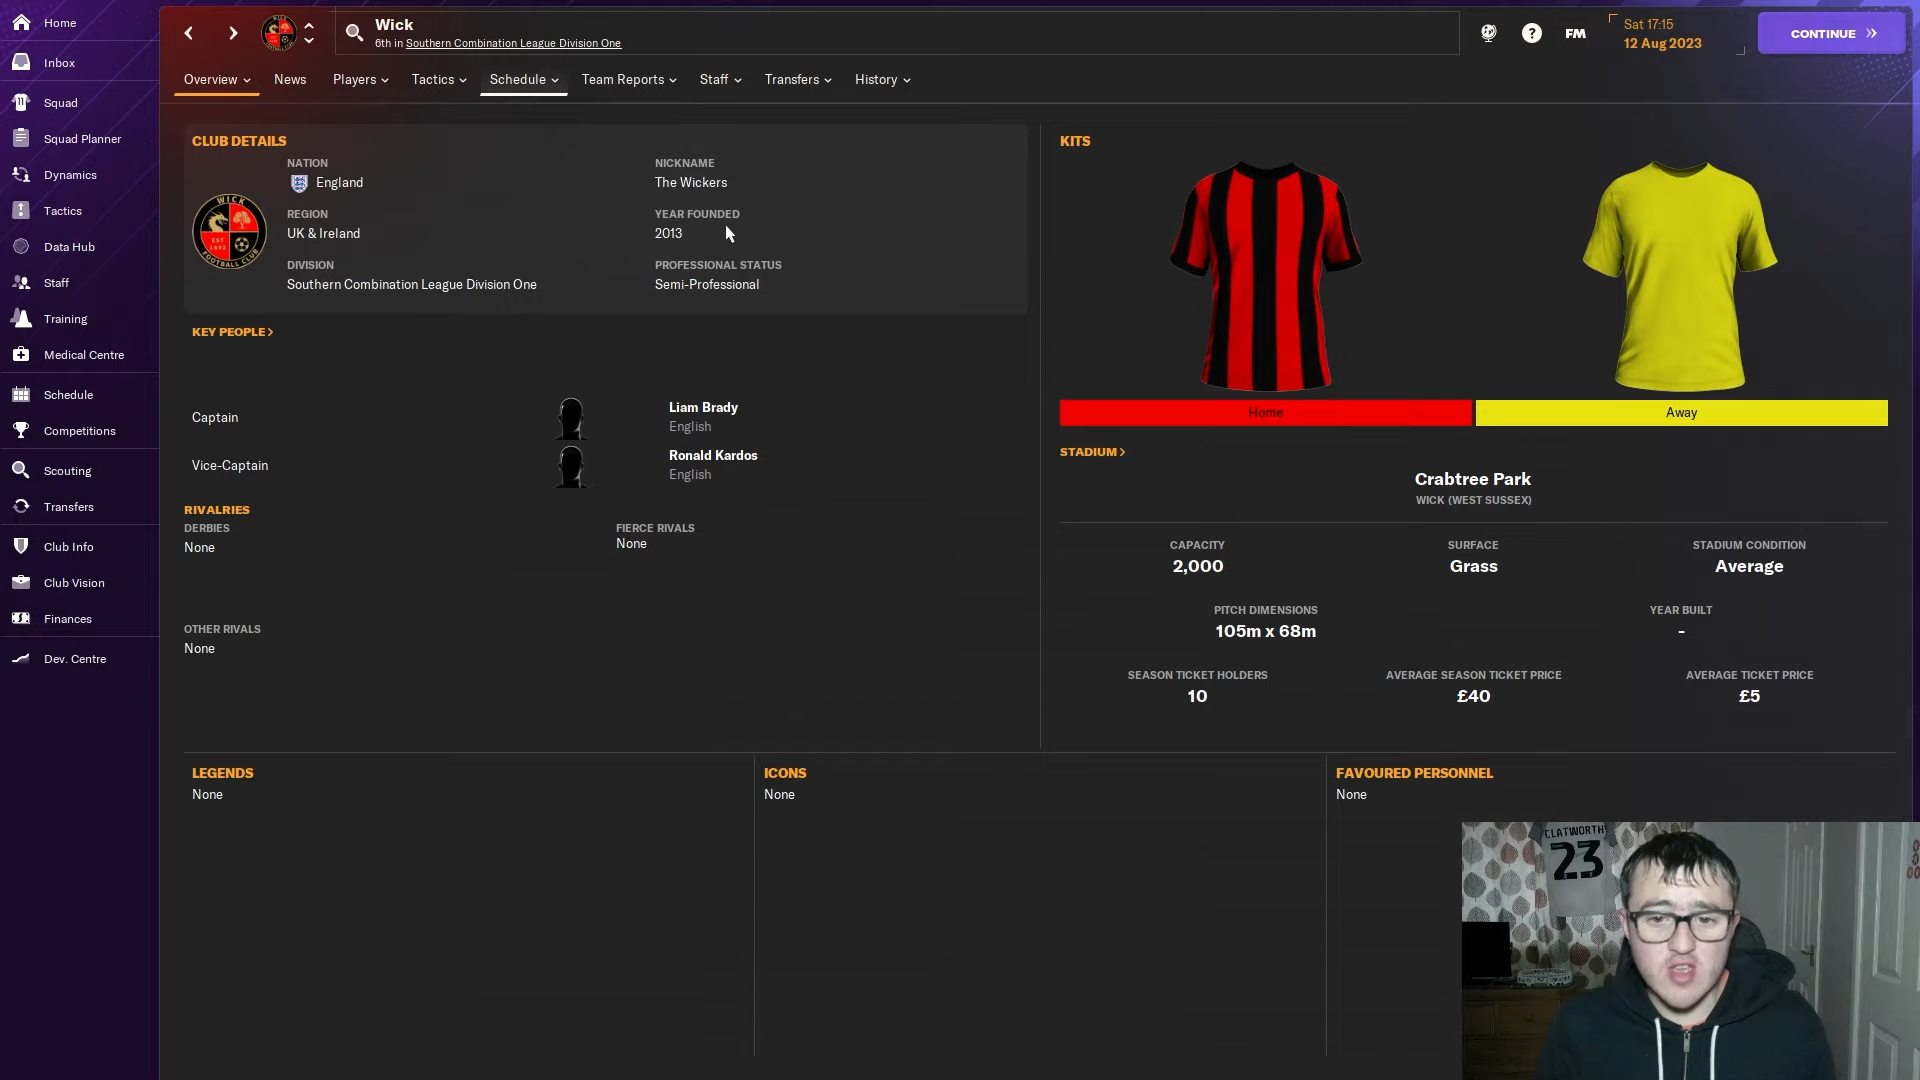 Home
Inbox
Squad
Squad Planner
Dynamics
Tactics
Data Hub
Staff
Training
Medical Centre
Schedule
Competitions
Scouting
Transfers
Club Info
Club Vision
Finances
Dev. Centre
Wick
6th in Southern Combination League Division One
FM
Sat 17:15
12 Aug 2023
CONTINUE
Overview
News
Players
Tactics
Schedule
Team Reports
Staff
Transfers
History
CLUB DETAILS
WICK
EST
1892
FOOTBALL CLUB
NATION
England
REGION
UK & Ireland
DIVISION
Southern Combination League Division One
NICKNAME
The Wickers
YEAR FOUNDED
2013
PROFESSIONAL STATUS
Semi-Professional
KEY PEOPLE
Captain
Liam Brady
English
Vice-Captain
Ronald Kardos
English
RIVALRIES
DERBIES
None
FIERCE RIVALS
None
OTHER RIVALS
None
KITS
Home
Away
STADIUM
Crabtree Park
WICK (WEST SUSSEX)
CAPACITY
2,000
SURFACE
Grass
STADIUM CONDITION
Average
PITCH DIMENSIONS
105m x 68m
YEAR BUILT
-
SEASON TICKET HOLDERS
10
AVERAGE SEASON TICKET PRICE
£40
AVERAGE TICKET PRICE
£5
LEGENDS
None
ICONS
None
FAVOURED PERSONNEL
None
CLATWORTH
23